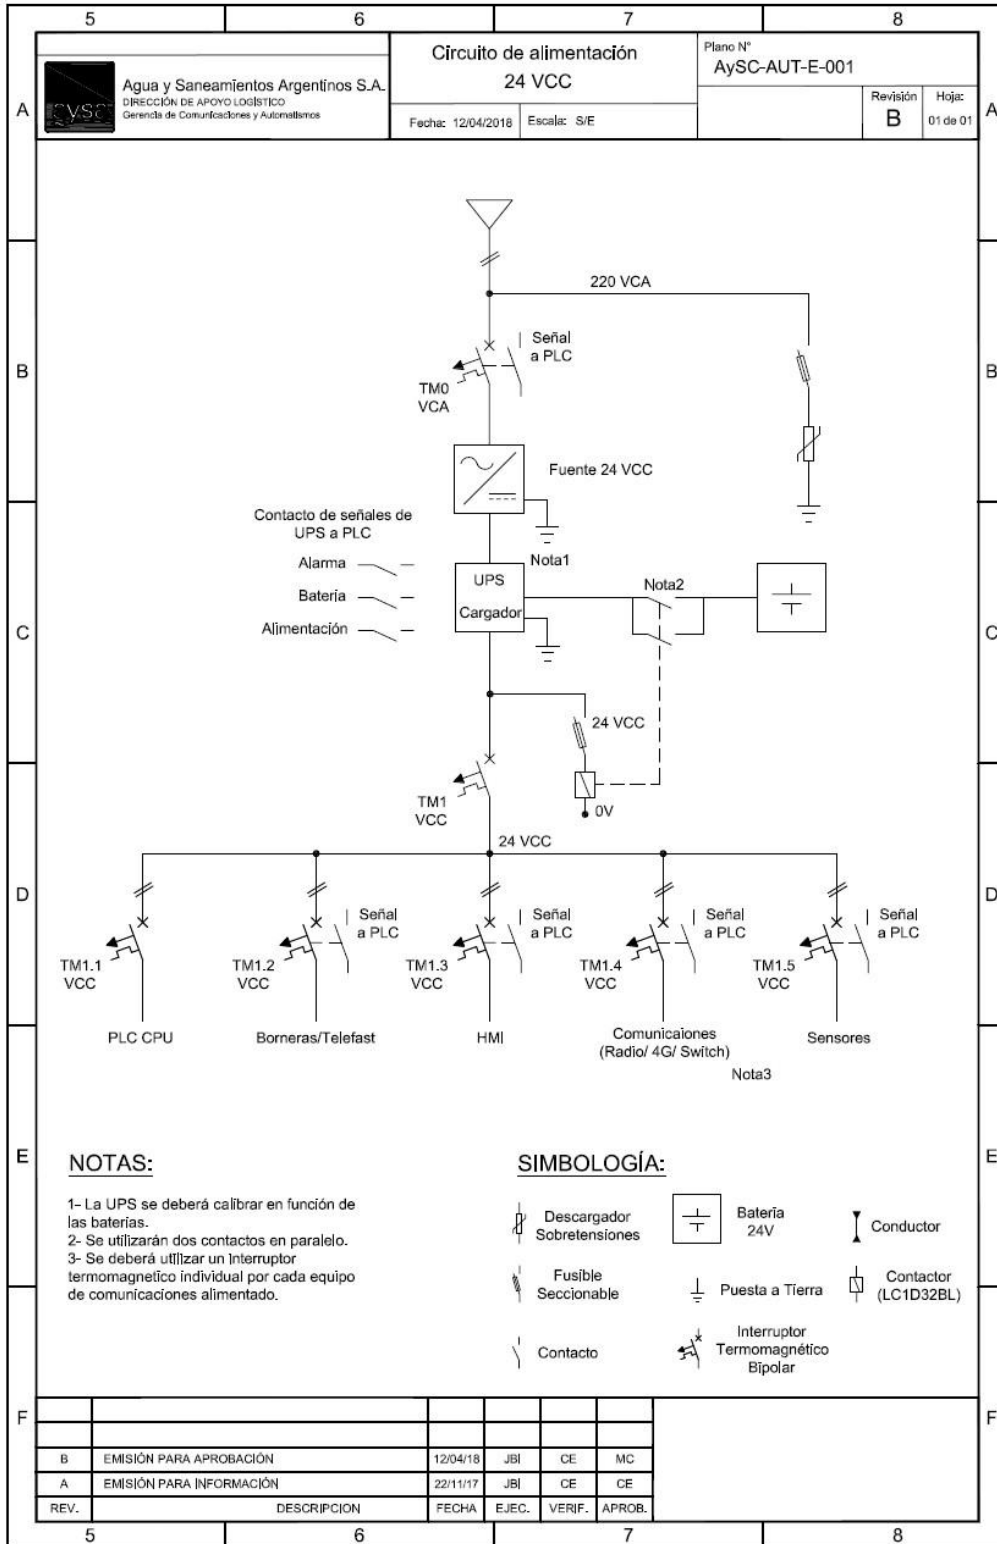 5 6 7 8
Agua y Saneamientos Argentinos S.A.
DIRECCIÓN DE APOYO LOGÍSTICO
Gerencia de Comunicaciones y Automatismos
Circuito de alimentación
24 VCC
Fecha: 12/04/2018 Escala: S/E
Plano N°
AySC-AUT-E-001
Revisión
B
Hoja:
01 de 01
A A
220 VCA
Señal
a PLC
B B
TM0
VCA
Fuente 24 VCC
Contacto de señales de
UPS a PLC
Alarma
Batería
Alimentación
Nota1
UPS
Cargador
Nota2
C C
24 VCC
TM1
VCC
0V
24 VCC
D D
TM1.1
VCC
PLC CPU
Señal
a PLC
TM1.2
VCC
Borneras/Telefast
Señal
a PLC
TM1.3
VCC
HMI
Señal
a PLC
TM1.4
VCC
Comunicaiones
(Radio/ 4G/ Switch)
Nota3
Señal
a PLC
TM1.5
VCC
Sensores
E E
NOTAS:
1- La UPS se deberá calibrar en función de
las baterias.
2- Se utilizarán dos contactos en paralelo.
3- Se deberá utilizar un interruptor
termomagnetico individual por cada equipo
de comunicaciones alimentado.
SIMBOLOGÍA:
Descargador
Sobretensiones
Batería
24V
Conductor
Fusible
Seccionable
Puesta a Tierra
Contactor
(LC1D32BL)
Contacto
Interruptor
Termomagnético
Bipolar
F F
B EMISIÓN PARA APROBACIÓN 12/04/18 JBI CE MC
A EMISIÓN PARA INFORMACIÓN 22/11/17 JBI CE CE
REV. DESCRIPCION FECHA EJEC. VERIF. APROB.
5 6 7 8